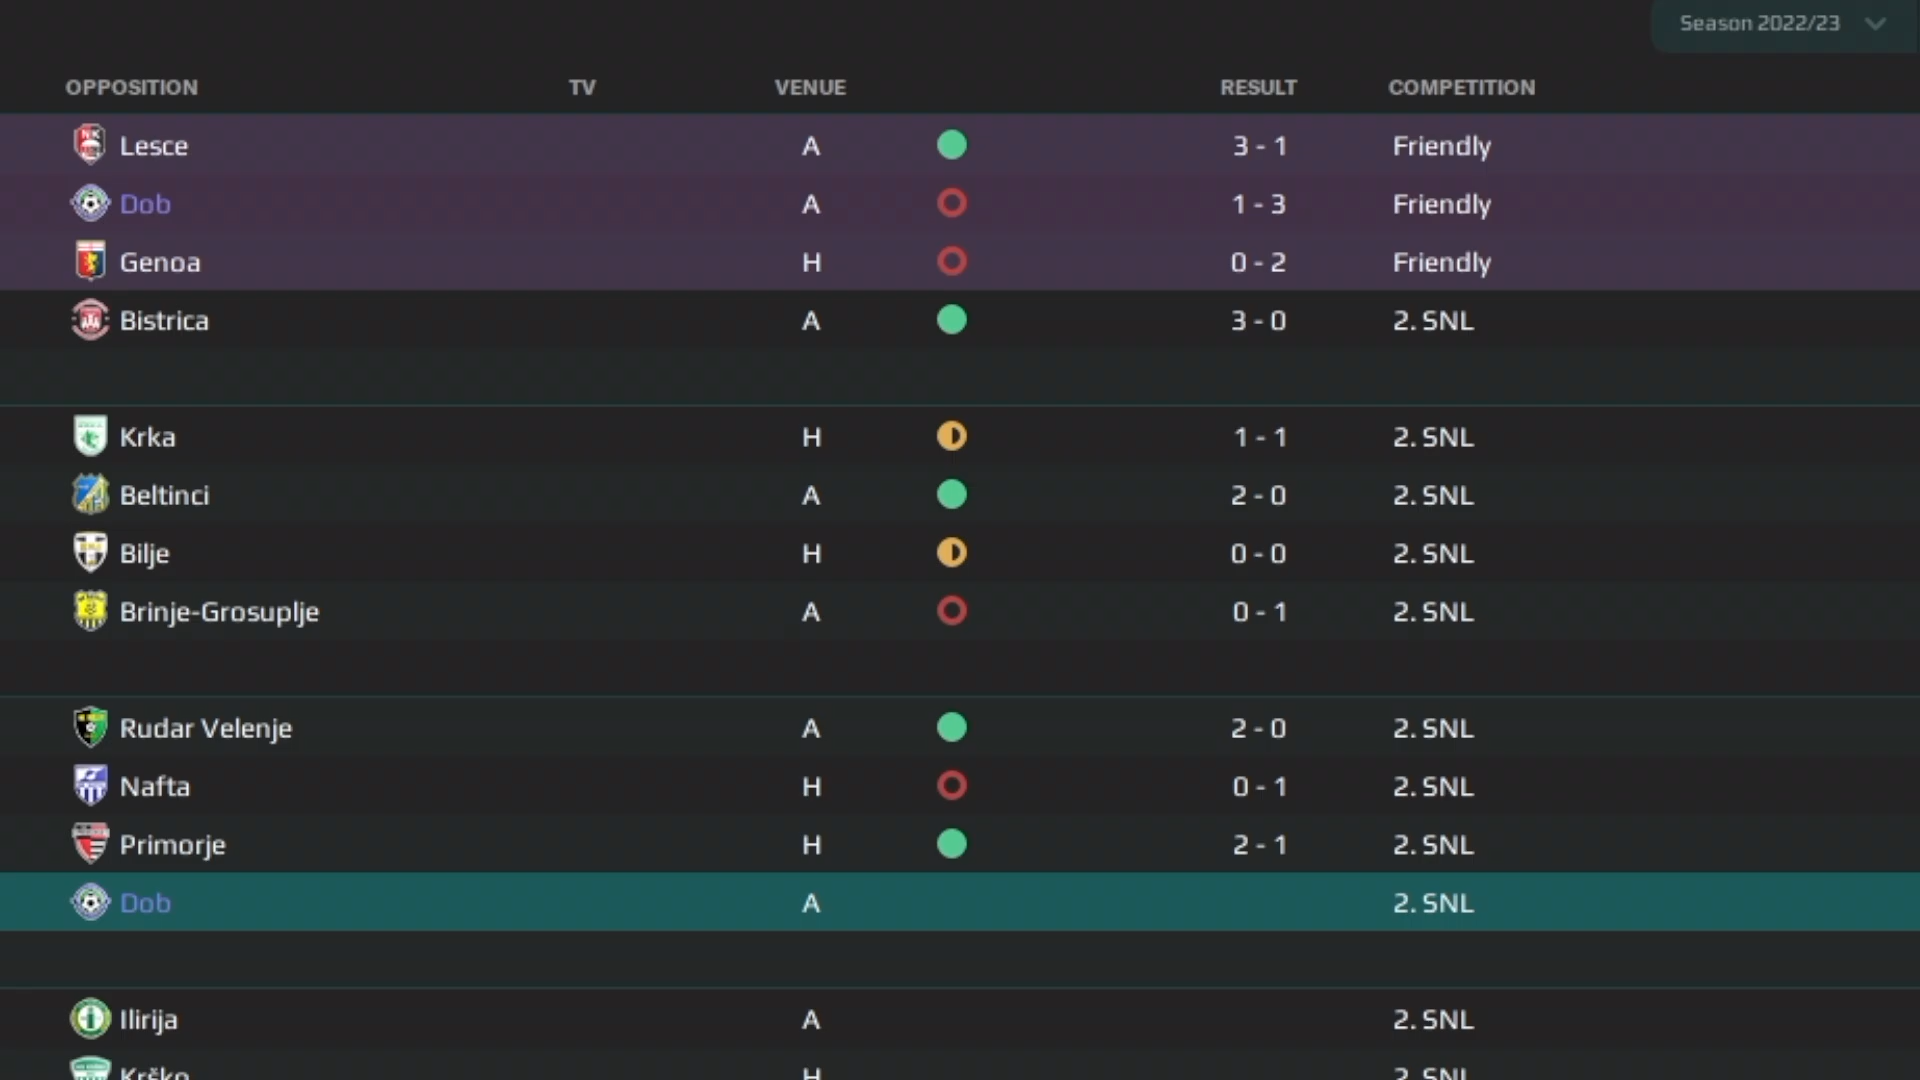 Season 2022/23
OPPOSITION TV VENUE RESULT COMPETITION
Lesce A 3 - 1 Friendly
Dob A 1 - 3 Friendly
Genoa H 0 - 2 Friendly
Bistrica A 3 - 0 2. SNL
Krka H 1 - 1 2. SNL
Beltinci A 2 - 0 2. SNL
Bilje H 0 - 0 2. SNL
Brinje-Grosuplje A 0 - 1 2. SNL
Rudar Velenje A 2 - 0 2. SNL
Nafta H 0 - 1 2. SNL
Primorje H 2 - 1 2. SNL
Dob A 2. SNL
Ilirija A 2. SNL
Krško H 2. SNL